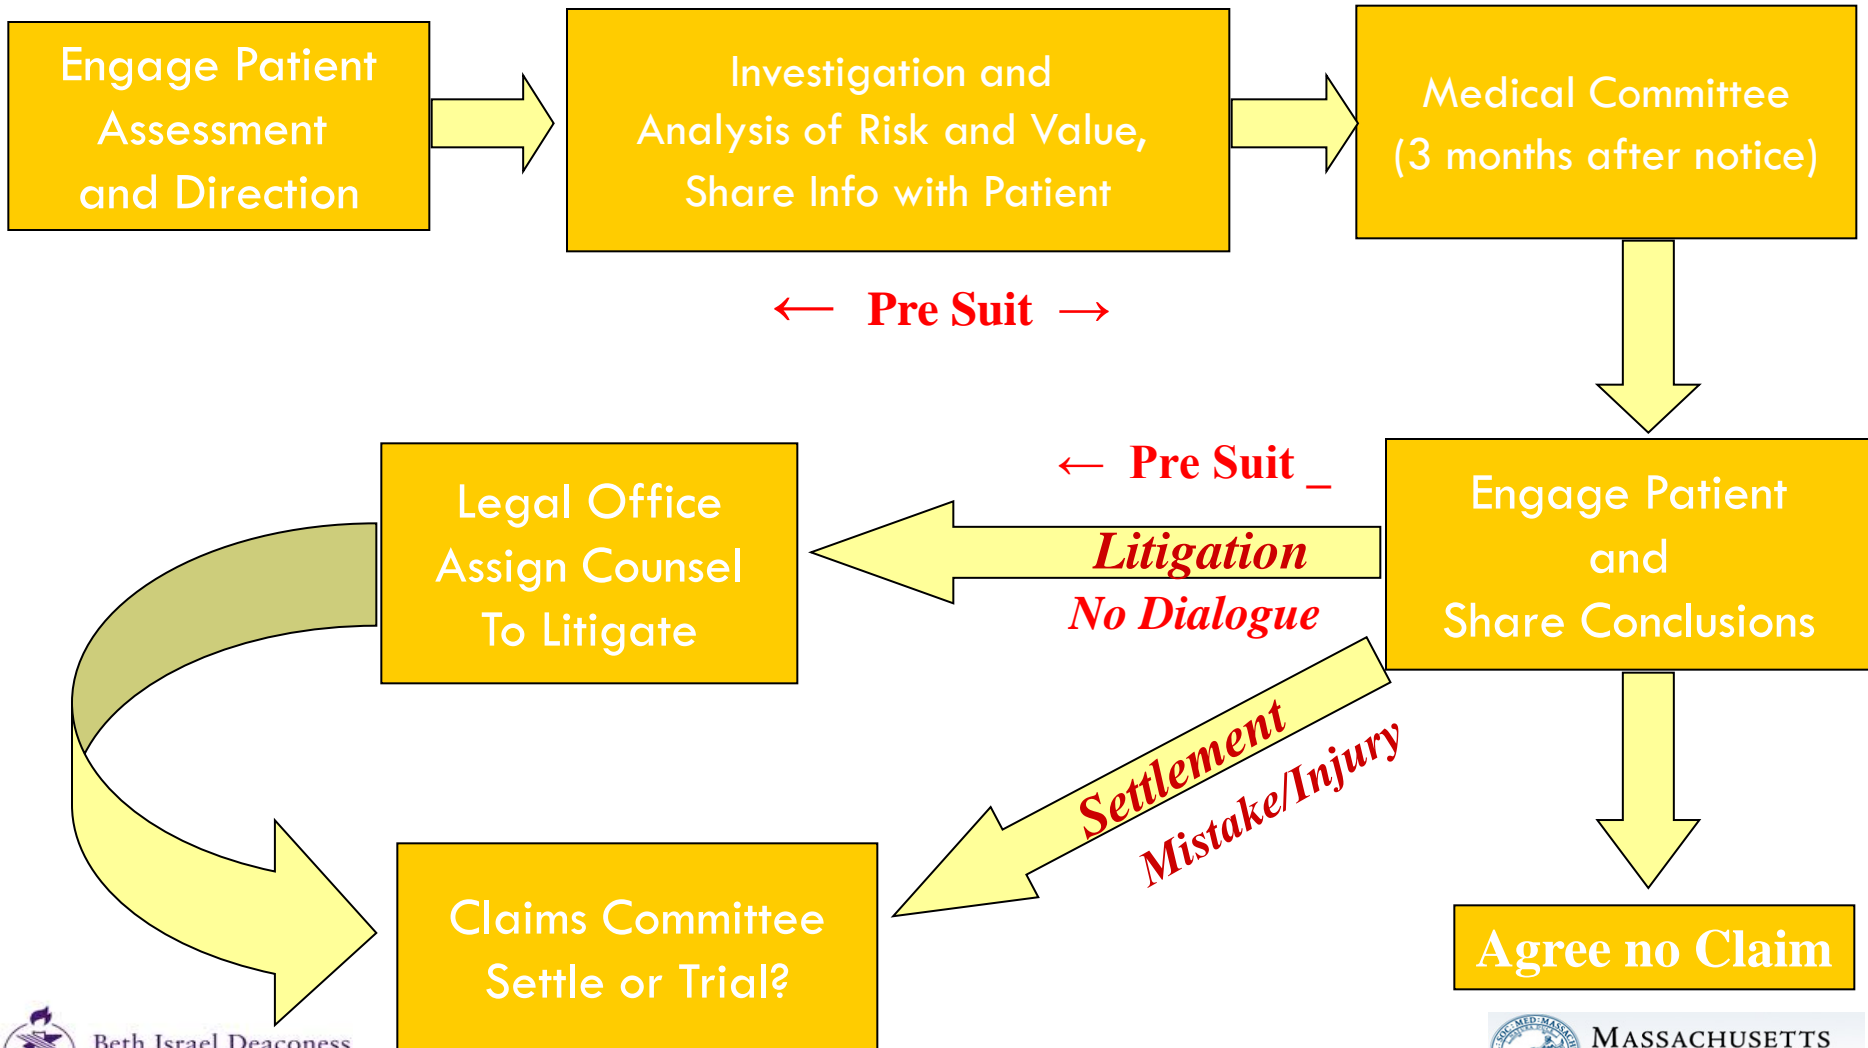 Engage Patient
Assessment
and Direction
Investigation and
Analysis of Risk and Value,
Share Info with Patient
Medical Committee
(3 months after notice)
← Pre Suit →
Legal Office
Assign Counsel
To Litigate
← Pre Suit _
Litigation
No Dialogue
Engage Patient
and
Share Conclusions
Settlement
Mistake/Injury
Claims Committee
Settle or Trial?
Agree no Claim
Beth Israel Deaconess
MASSACHUSETTS